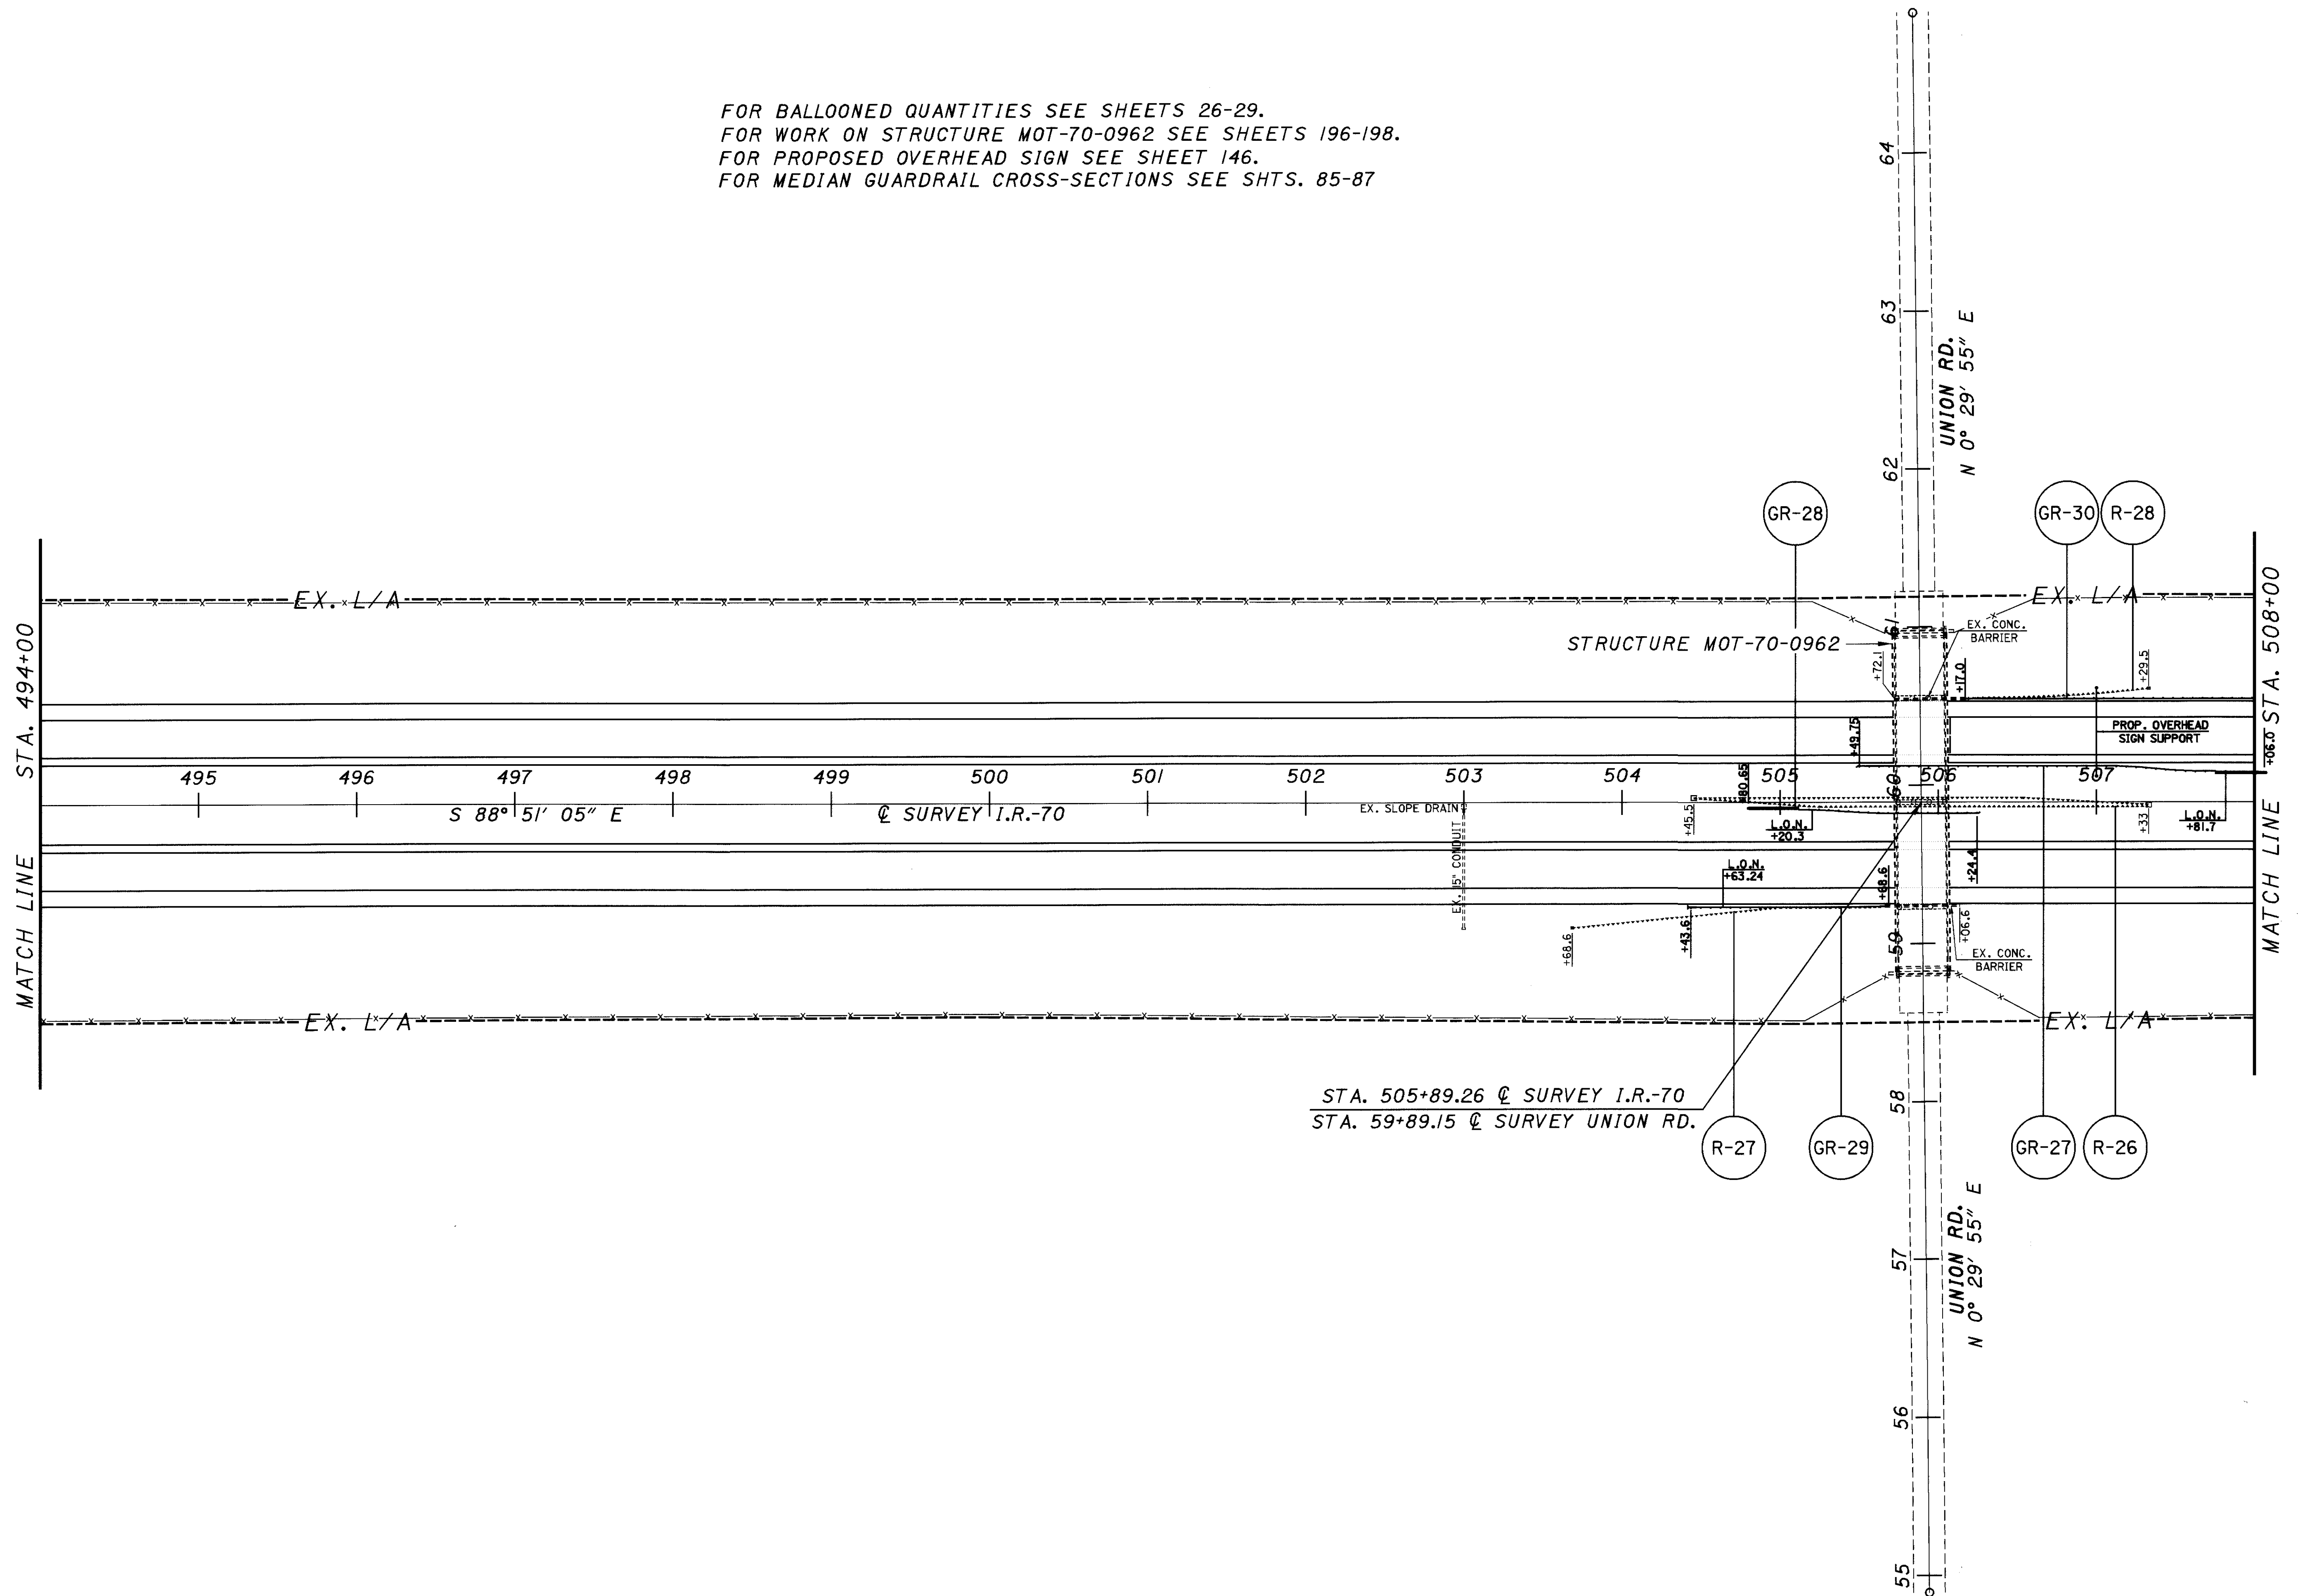 FOR BALLOONED QUANTITIES SEE SHEETS 26-29.
FOR WORK ON STRUCTURE MOT-70-0962 SEE SHEETS 196-198.
FOR PROPOSED OVERHEAD SIGN SEE SHEET 146.
FOR MEDIAN GUARDRAIL CROSS-SECTIONS SEE SHTS. 85-87
64
63
UNION RD.
N 0° 29' 55" E
62
GR-28
GR-30
R-28
MATCH LINE STA. 494+00
EX. L/A
EX. L/A
61
EX. CONC.
BARRIER
STRUCTURE MOT-70-0962
+72.1
+17.0
+29.5
PROP. OVERHEAD
SIGN SUPPORT
+49.75
+06.0
MATCH LINE STA. 508+00
495
496
497
498
499
500
501
502
503
504
505
506
507
60
+80.65
S 88° 51' 05" E
℄ SURVEY I.R.-70
EX. SLOPE DRAIN
EX. 15" CONDUIT
+45.5
L.O.N.
+20.3
+33
L.O.N.
+81.7
L.O.N.
+63.24
+68.6
+24.4
+68.6
+43.6
+06.6
59
EX. CONC.
BARRIER
EX. L/A
EX. L/A
STA. 505+89.26 ℄ SURVEY I.R.-70
STA. 59+89.15 ℄ SURVEY UNION RD.
58
R-27
GR-29
GR-27
R-26
57
UNION RD.
N 0° 29' 55" E
56
55